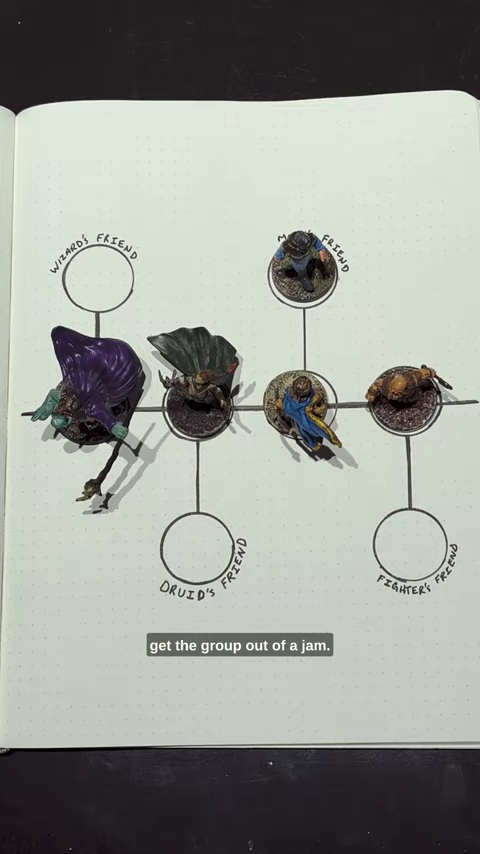 WIZARD'S FRIEND
FRIEND
DRUID'S FRIEND
FIGHTER'S FRIEND
get the group out of a jam.